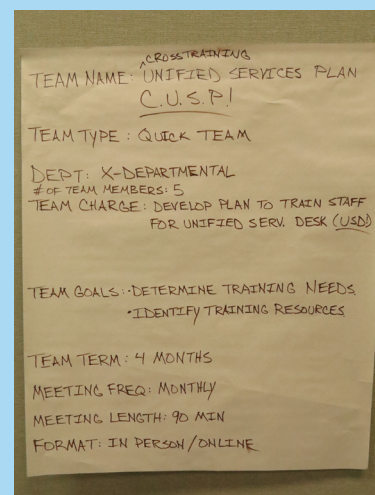 CROSSTRAINING
TEAM NAME: ^ UNIFIED SERVICES PLAN
C.U.S.P!
TEAM TYPE: QUICK TEAM
DEPT: X-DEPARTMENTAL
# OF TEAM MEMBERS: 5
TEAM CHARGE: DEVELOP PLAN TO TRAIN STAFF
FOR UNIFIED SERV. DESK (USD!)
TEAM GOALS: • DETERMINE TRAINING NEEDS
• IDENTIFY TRAINING RESOURCES
TEAM TERM: 4 MONTHS
MEETING FREQ: MONTHLY
MEETING LENGTH: 90 MIN
FORMAT: IN PERSON/ONLINE